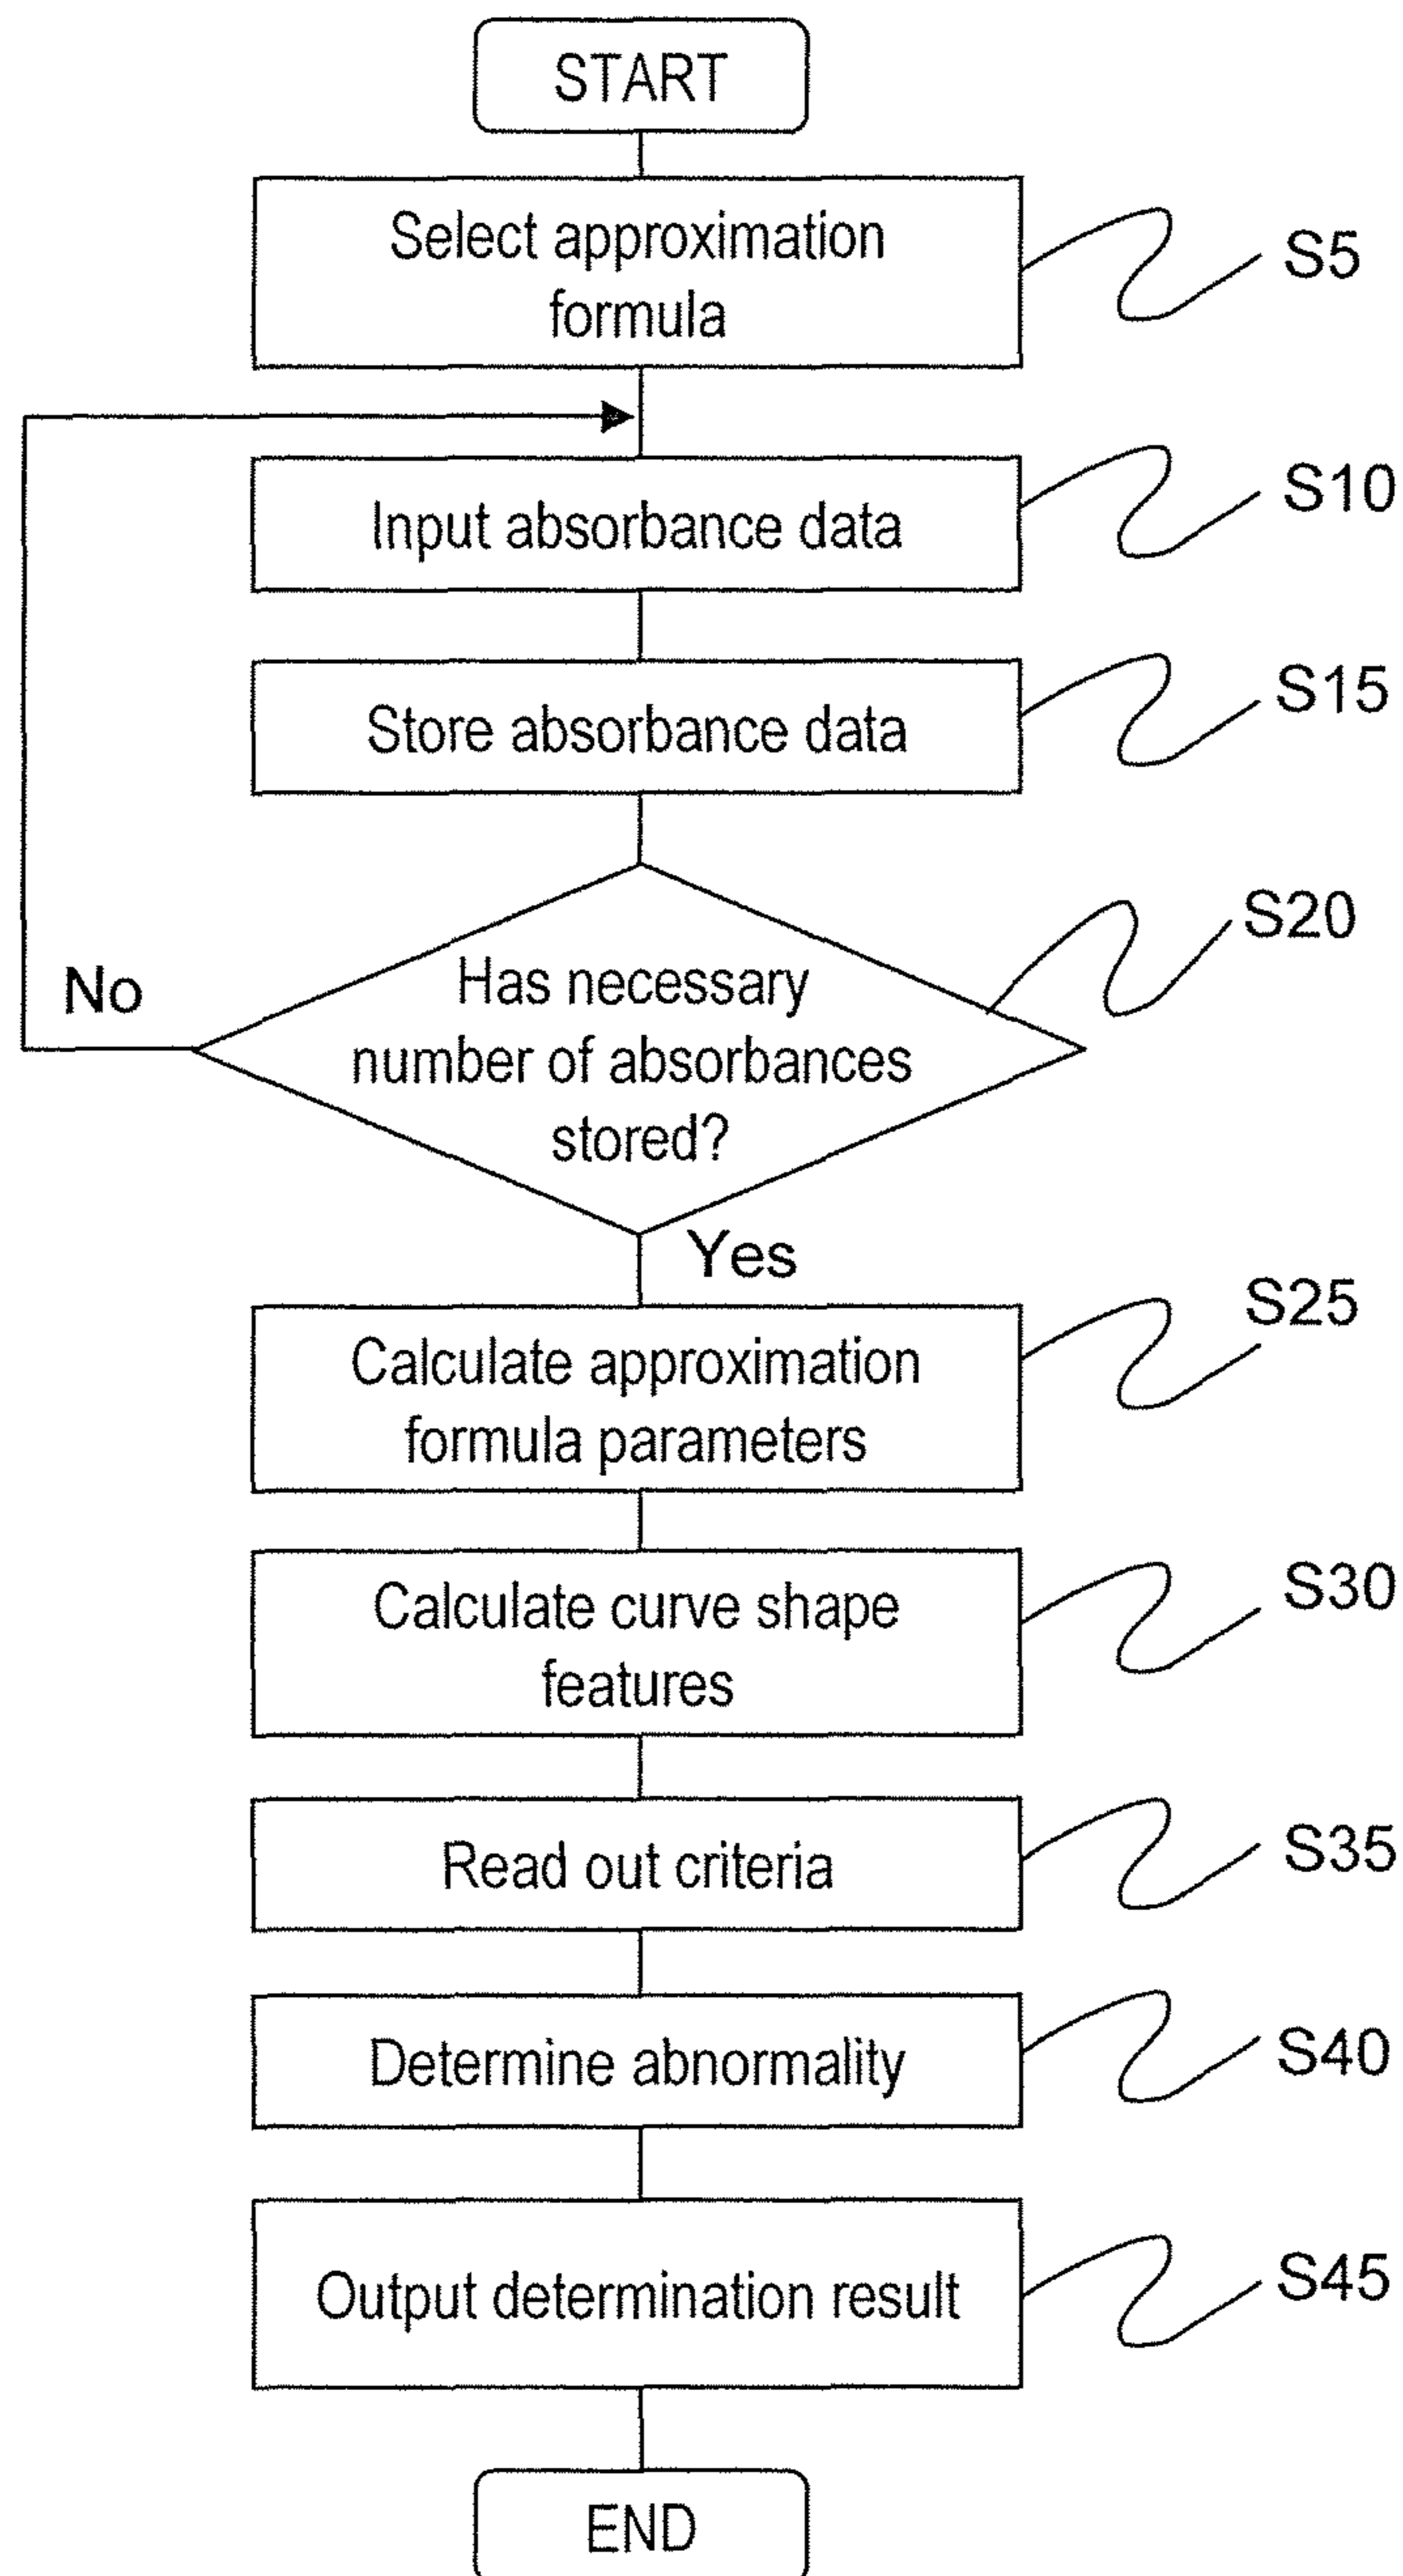 START
Select approximation
formula
S5
Input absorbance data
S10
Store absorbance data
S15
Has necessary
number of absorbances
stored?
S20
No
Yes
Calculate approximation
formula parameters
S25
Calculate curve shape
features
S30
Read out criteria
S35
Determine abnormality
S40
Output determination result
S45
END